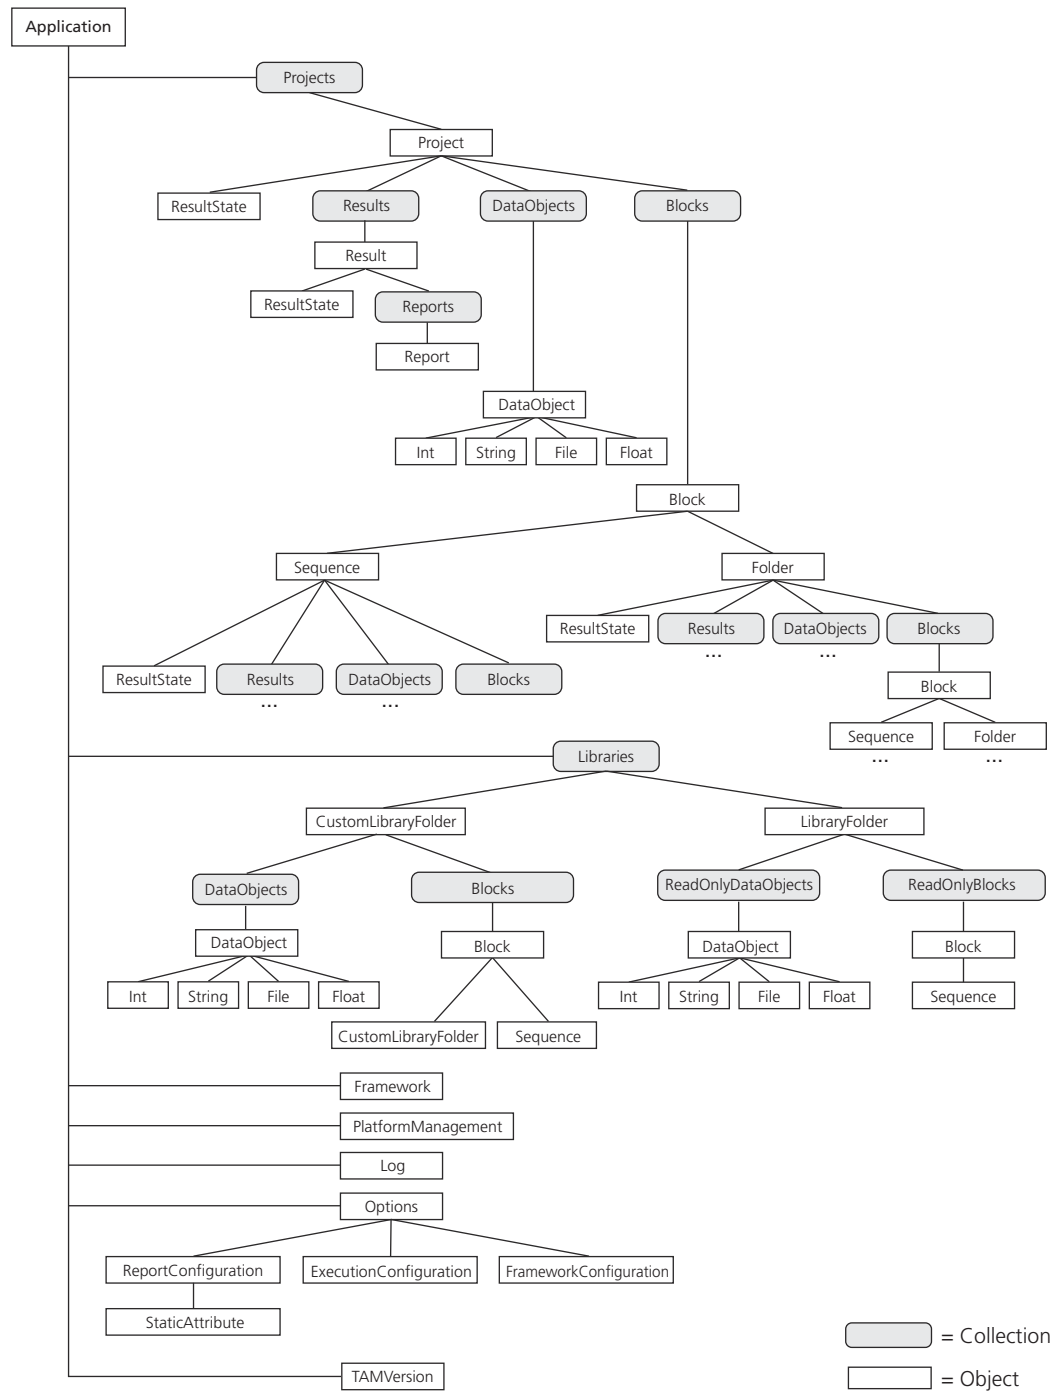 Application
Projects
Project
ResultState
Results
DataObjects
Blocks
Result
ResultState
Reports
Report
DataObject
Int
String
File
Float
Block
Sequence
Folder
ResultState
Results
DataObjects
Blocks
...
...
ResultState
Results
DataObjects
Blocks
...
...
Block
Sequence
Folder
...
...
Libraries
CustomLibraryFolder
LibraryFolder
DataObjects
Blocks
ReadOnlyDataObjects
ReadOnlyBlocks
DataObject
Block
DataObject
Block
Int
String
File
Float
Int
String
File
Float
Sequence
CustomLibraryFolder
Sequence
Framework
PlatformManagement
Log
Options
ReportConfiguration
ExecutionConfiguration
FrameworkConfiguration
StaticAttribute
= Collection
TAMVersion
= Object